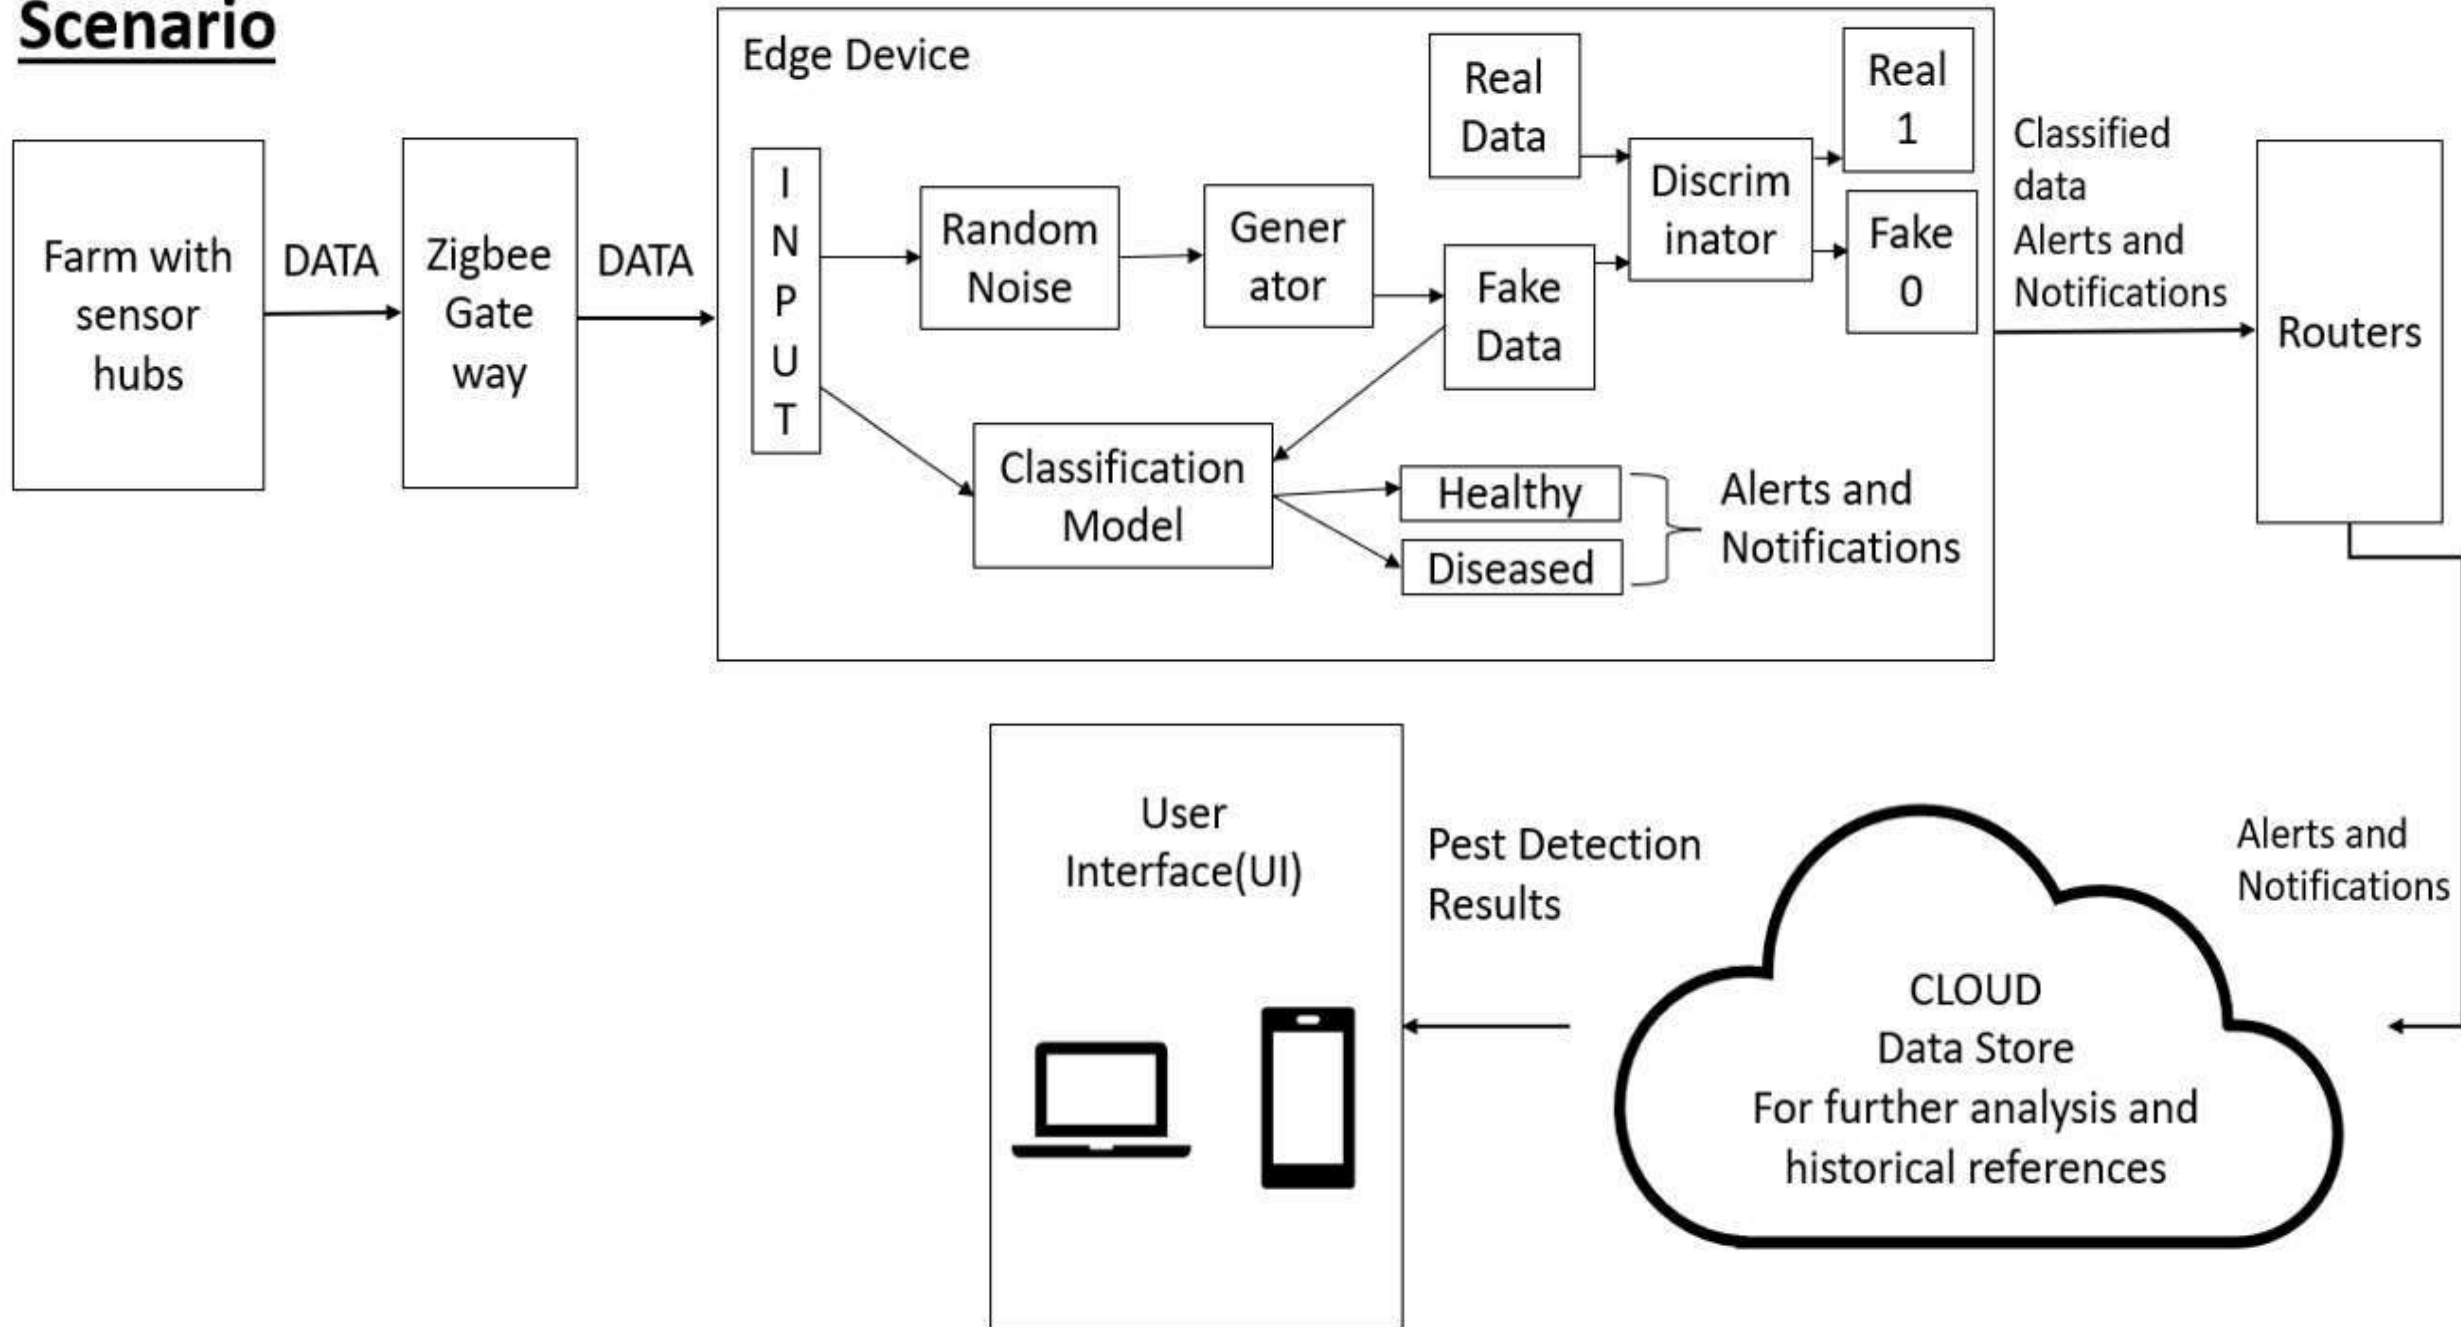 Scenario
Farm with
sensor
hubs
DATA
Zigbee
Gate
way
DATA
Edge Device
I
N
P
U
T
Random
Noise
Gener
ator
Real
Data
Fake
Data
Discrim
inator
Real
1
Fake
0
Classification
Model
Healthy
Diseased
Alerts and
Notifications
Classified
data
Alerts and
Notifications
Routers
Alerts and
Notifications
CLOUD
Data Store
For further analysis and
historical references
Pest Detection
Results
User
Interface(UI)